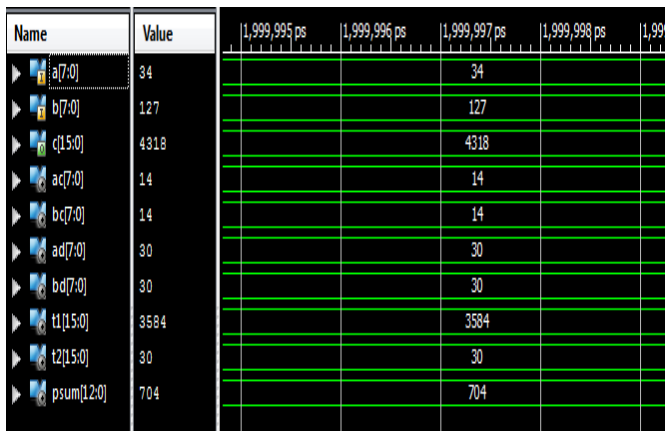 Name Value 1,999,995 ps 1,999,996 ps 1,999,997 ps 1,999,998 ps 1,99
a[7:0] 34 34
b[7:0] 127 127
c[15:0] 4318 4318
ac[7:0] 14 14
bc[7:0] 14 14
ad[7:0] 30 30
bd[7:0] 30 30
t1[15:0] 3584 3584
t2[15:0] 30 30
psum[12:0] 704 704